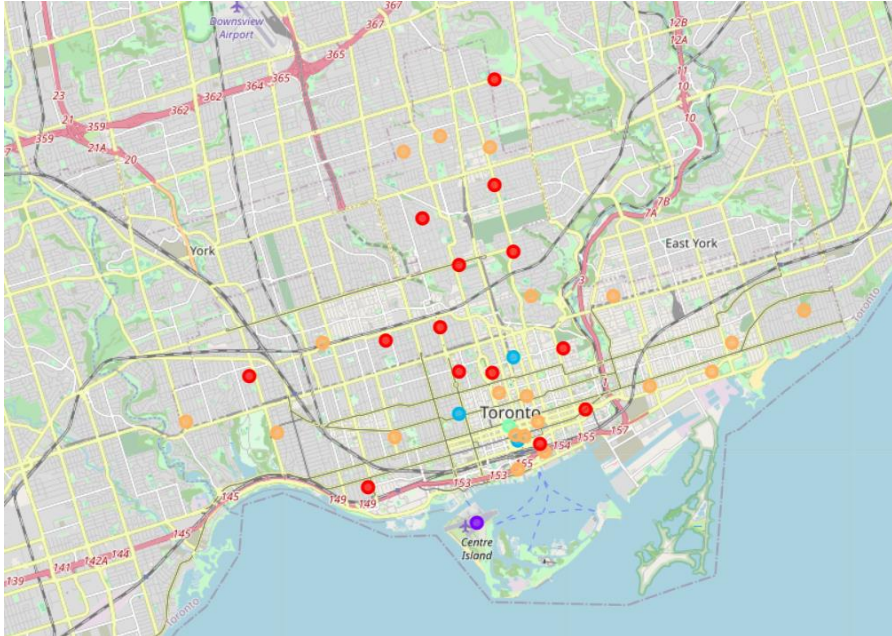 367
12B
12A
Downsview
Airport
367
365
11
23
365
364
10
362
362
359
21
10
359
21A
20
7B
7A
York
East York
3
Toronto
Toronto
157
155
154
155
153
153
149
149
145
145
144
141
142A
139
Centre
Island
Toronto